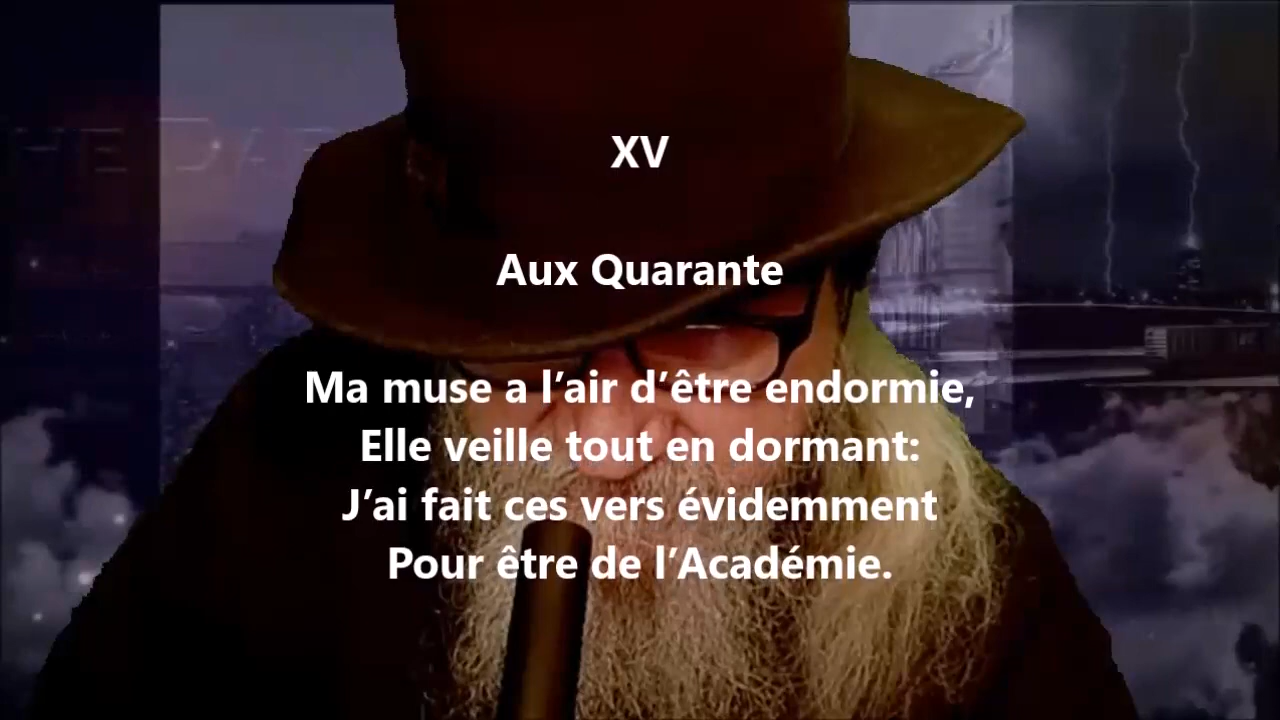 XV
Aux Quarante
Ma muse a l’air d’être endormie,
Elle veille tout en dormant:
J’ai fait ces vers évidemment
Pour être de l’Académie.